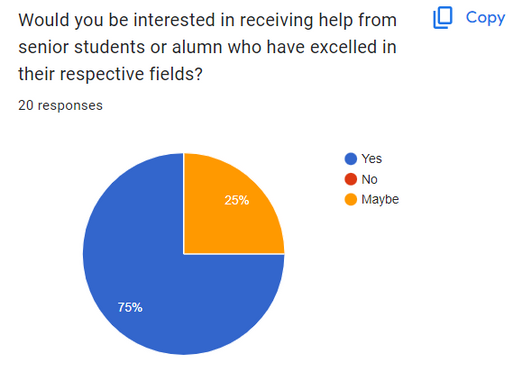 Would you be interested in receiving help from
Copy
senior students or alumn who have excelled in
their respective fields?
20 responses
Yes
No
Maybe
25%
75%